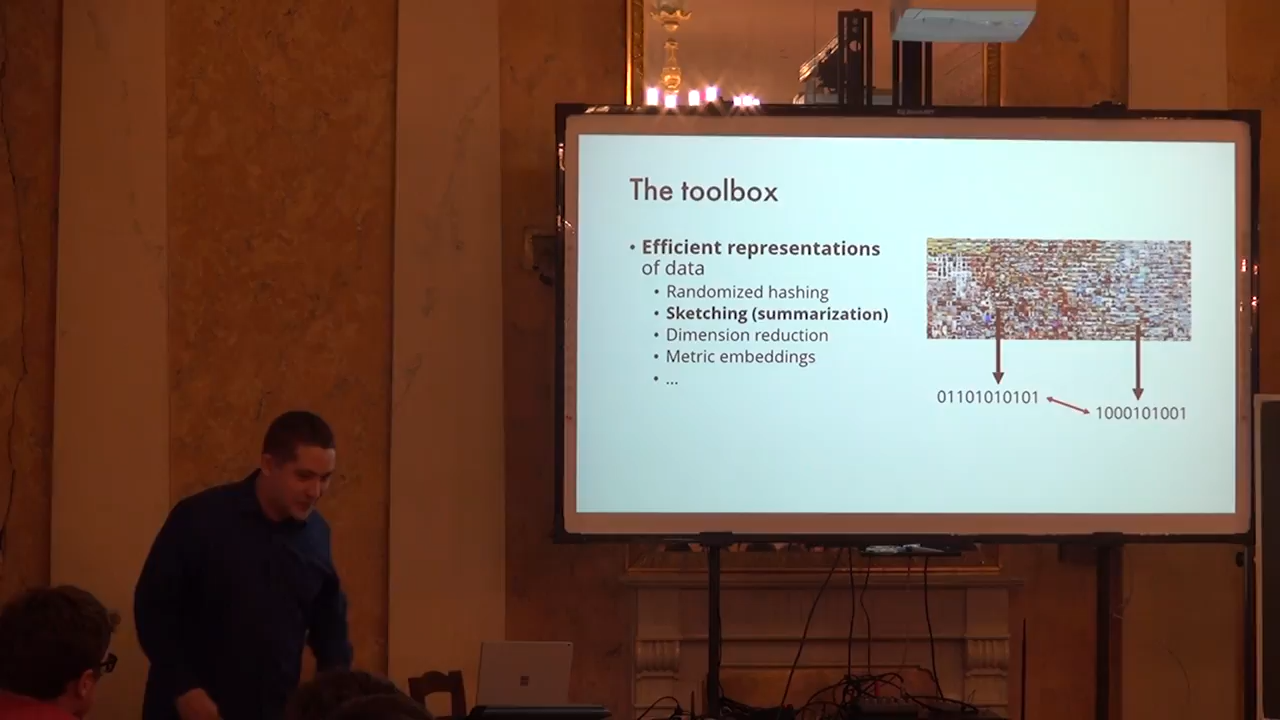 The toolbox
• Efficient representations
of data
• Randomized hashing
• Sketching (summarization)
• Dimension reduction
• Metric embeddings
• ...
01101010101
1000101001